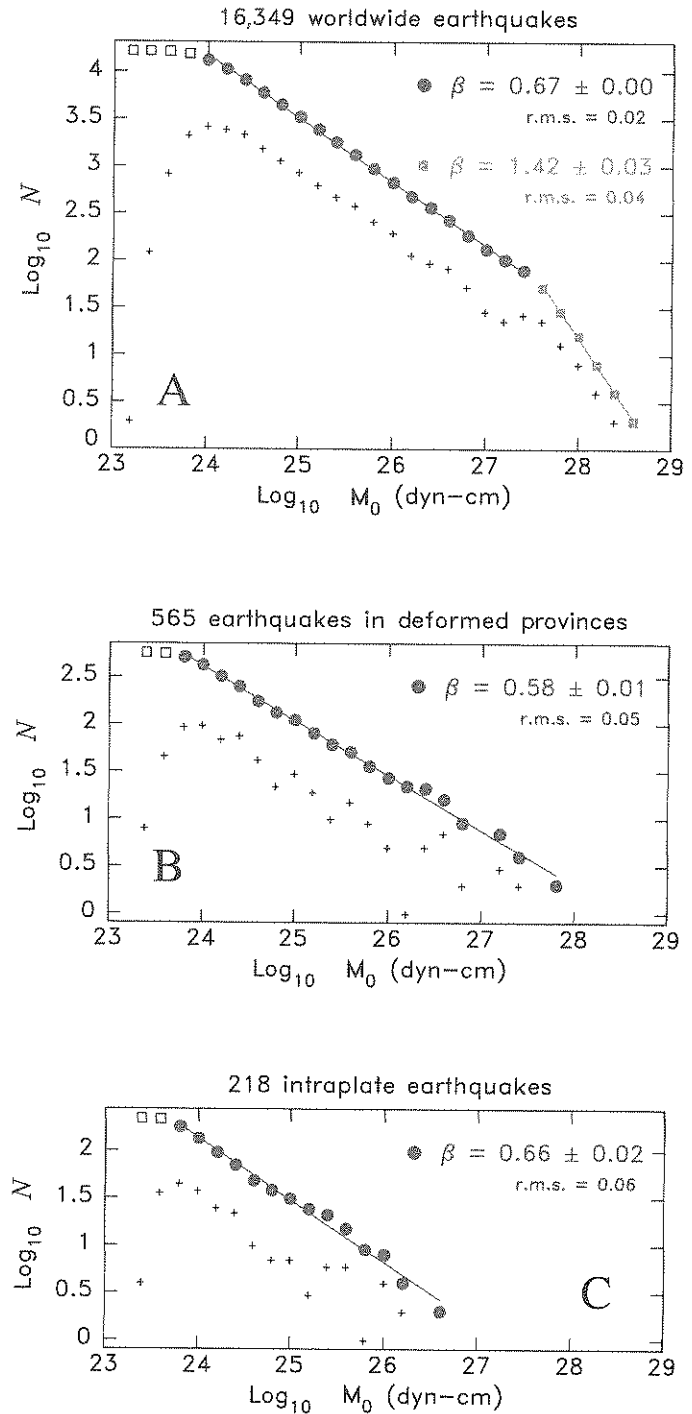 16,349 worldwide earthquakes
4
3.5
3
2.5
2
1.5
1
0.5
0
Log10 N
β = 0.67 ± 0.00
r.m.s. = 0.02
β = 1.42 ± 0.03
r.m.s. = 0.04
A
23 24 25 26 27 28 29
Log10 M0 (dyn-cm)
565 earthquakes in deformed provinces
2.5
2
1.5
1
0.5
0
Log10 N
β = 0.58 ± 0.01
r.m.s. = 0.05
B
23 24 25 26 27 28 29
Log10 M0 (dyn-cm)
218 intraplate earthquakes
2
1.5
1
0.5
0
Log10 N
β = 0.66 ± 0.02
r.m.s. = 0.06
C
23 24 25 26 27 28 29
Log10 M0 (dyn-cm)